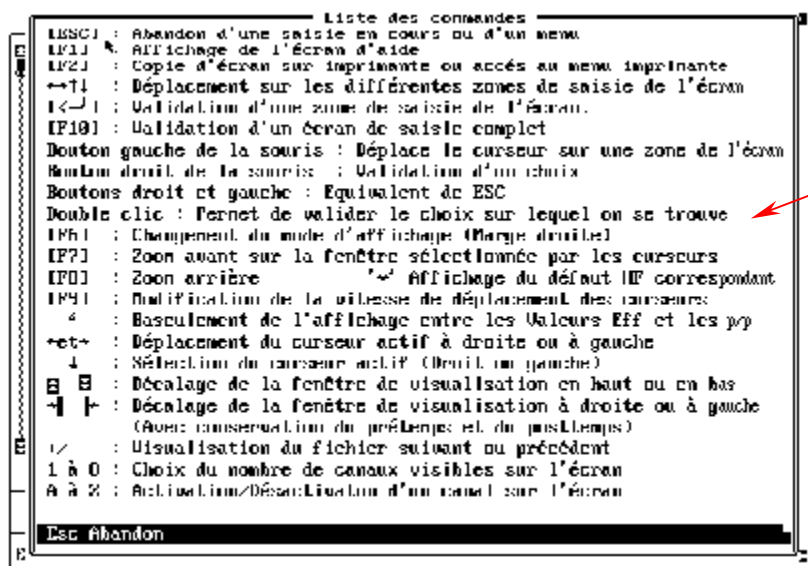 Liste des commandes
[ESC] : Abandon d'une saisie en cours ou d'un menu
[F1] : Affichage de l'écran d'aide
[F2] : Copie d'écran sur imprimante ou accés au menu imprimante
↔↑↓ : Déplacement sur les différentes zones de saisie de l'écran
[<─┘] : Validation d'une zone de saisie de l'écran.
[F10] : Validation d'un écran de saisie complet
Bouton gauche de la souris : Déplace le curseur sur une zone de l'écran
Bouton droit de la souris : Validation d'un choix
Boutons droit et gauche : Equivalent de ESC
Double clic : Permet de valider le choix sur lequel on se trouve
[F6] : Changement du mode d'affichage (Marge droite)
[F7] : Zoom avant sur la fenêtre sélectionnée par les curseurs
[F8] : Zoom arrière Affichage du défaut HF correspondant
[F9] : Modification de la vitesse de déplacement des curseurs
: Basculement de l'affichage entre les Valeurs Eff et les p/p
←et→ : Déplacement du curseur actif à droite ou à gauche
↓ : Sélection du curseur actif (Droit ou gauche)
: Décalage de la fenêtre de visualisation en haut ou en bas
: Décalage de la fenêtre de visualisation à droite ou à gauche
(Avec conservation du prétemps et du posttemps)
: Visualisation du fichier suivant ou précédent
1 à 0 : Choix du nombre de canaux visibles sur l'écran
A à Z : Activation/Désactivaton d'un canal sur l'écran
Esc Abandon